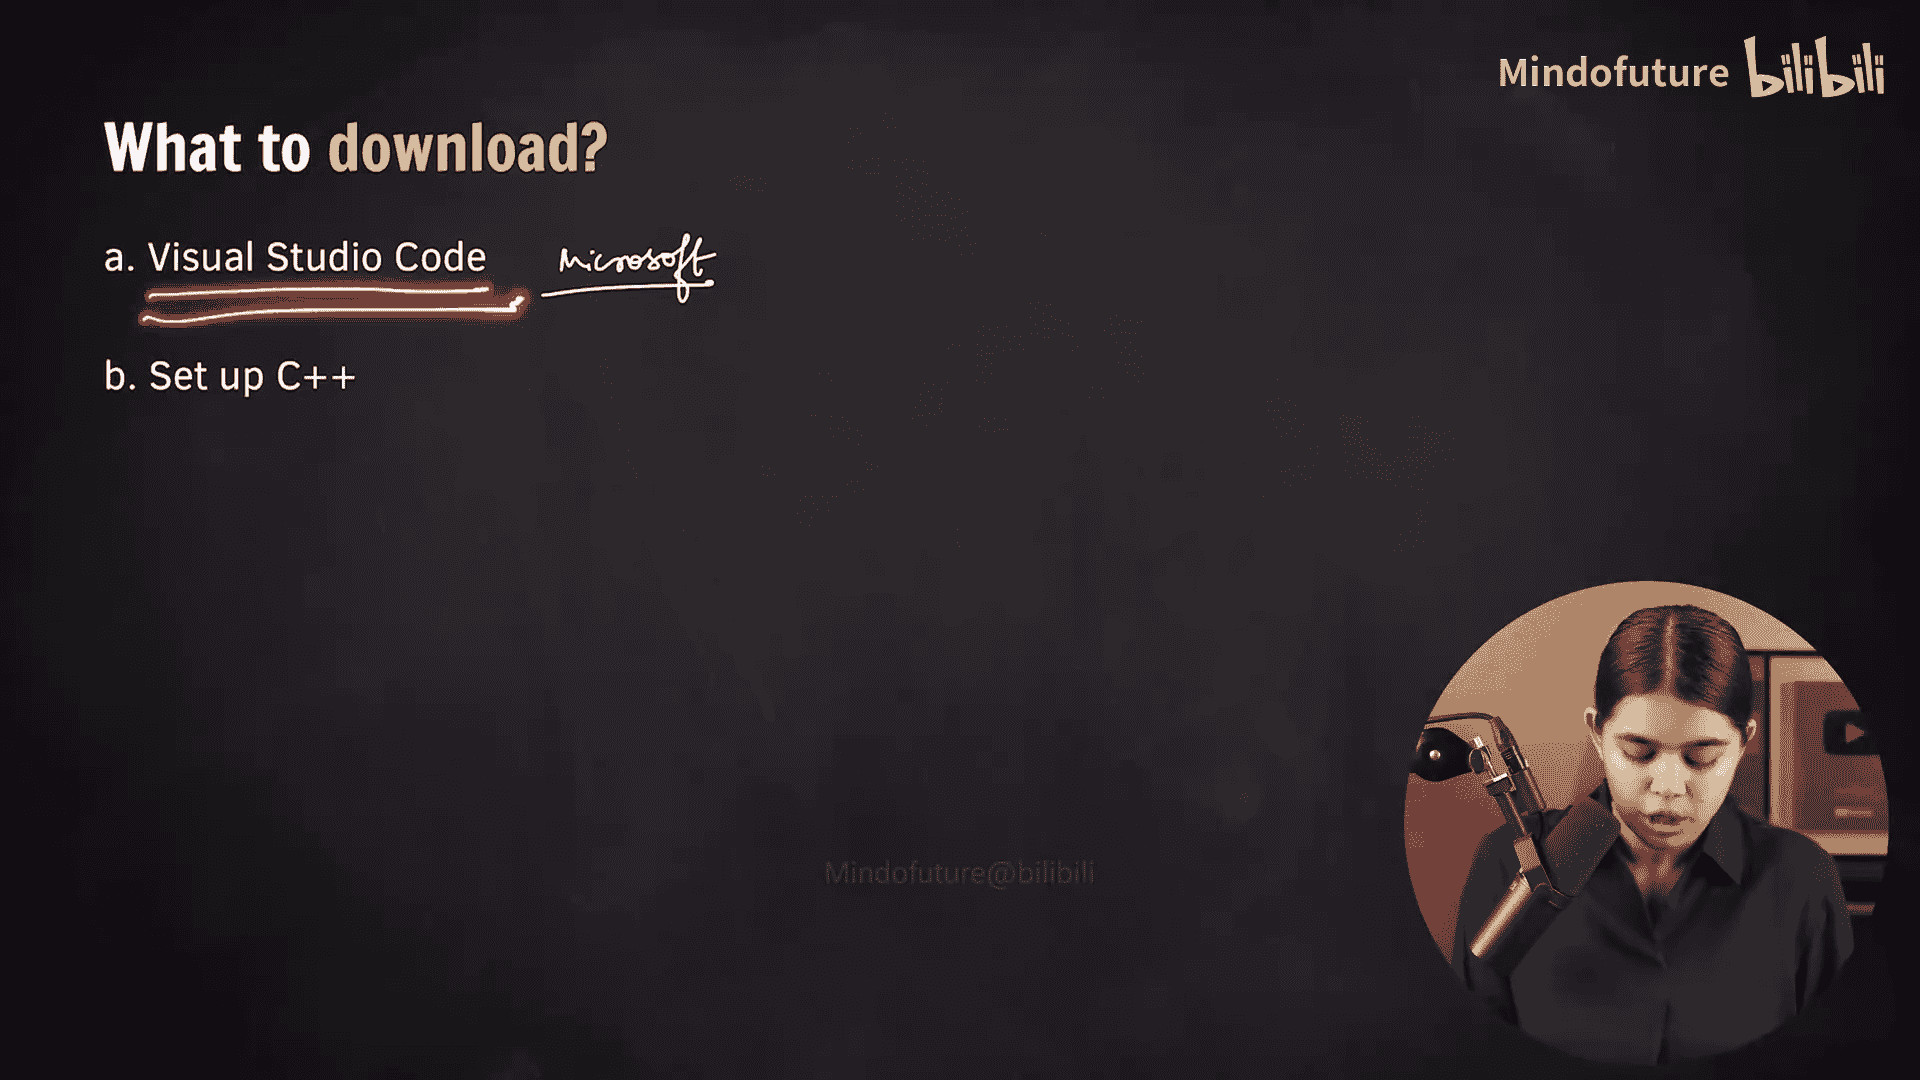 Mindofuture bilibili
What to download?
a. Visual Studio Code Microsoft
b. Set up C++
Mindofuture@bilibili